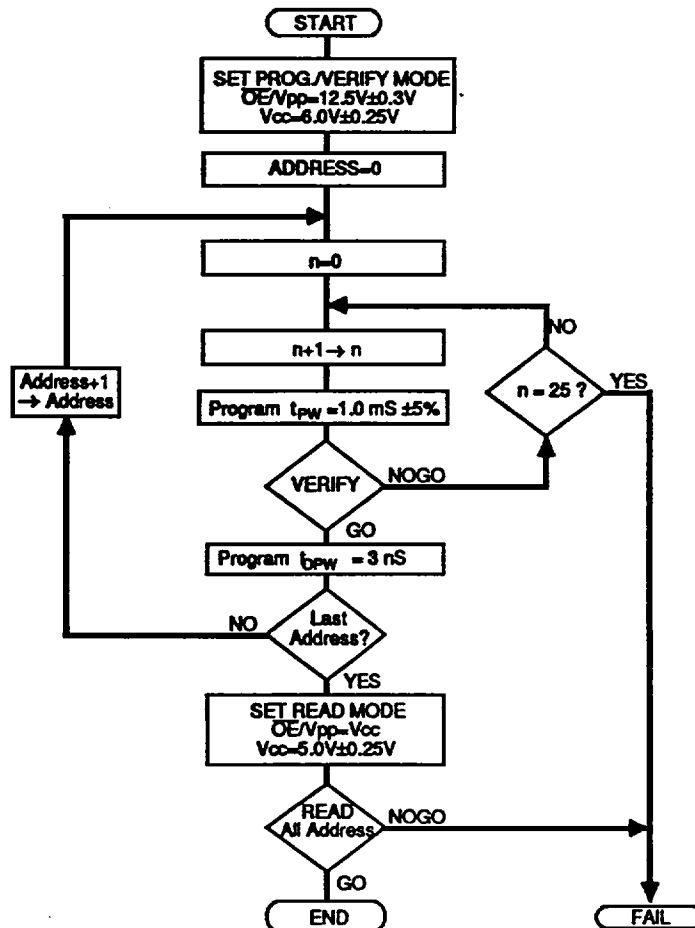 START
SET PROG./VERIFY MODE
OE/Vpp=12.5V±0.3V
Vcc=6.0V±0.25V
ADDRESS=0
n=0
NO
n+1→n
Address+1
→ Address
n = 25 ?
YES
Program tPW =1.0 mS ±5%
VERIFY
NOGO
GO
Program tOPW = 3 nS
NO
Last
Address?
YES
SET READ MODE
OE/Vpp=Vcc
Vcc=5.0V±0.25V
READ
All Address
NOGO
GO
END
FAIL